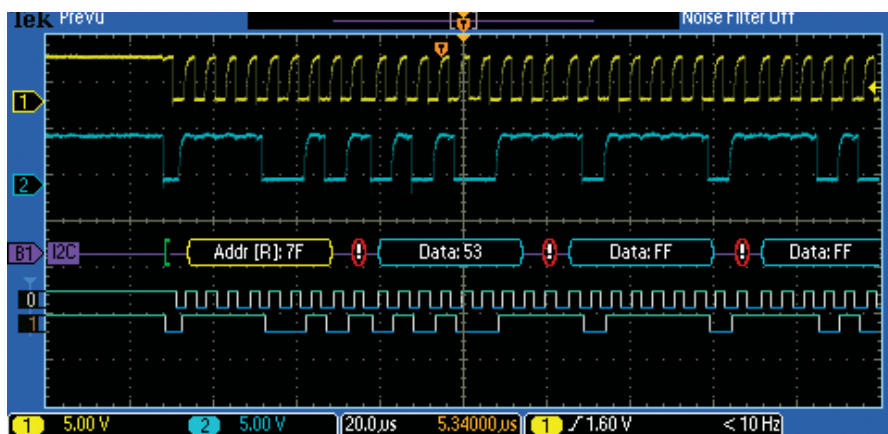 Tek PreVu Noise Filter Off
T
T
1
2
B1 I2C [ Addr [R]: 7F ! Data: 53 ! Data: FF ! Data: FF
0
1
1 5.00 V 2 5.00 V 20.0µs 5.34000µs 1 / 1.60 V < 10 Hz